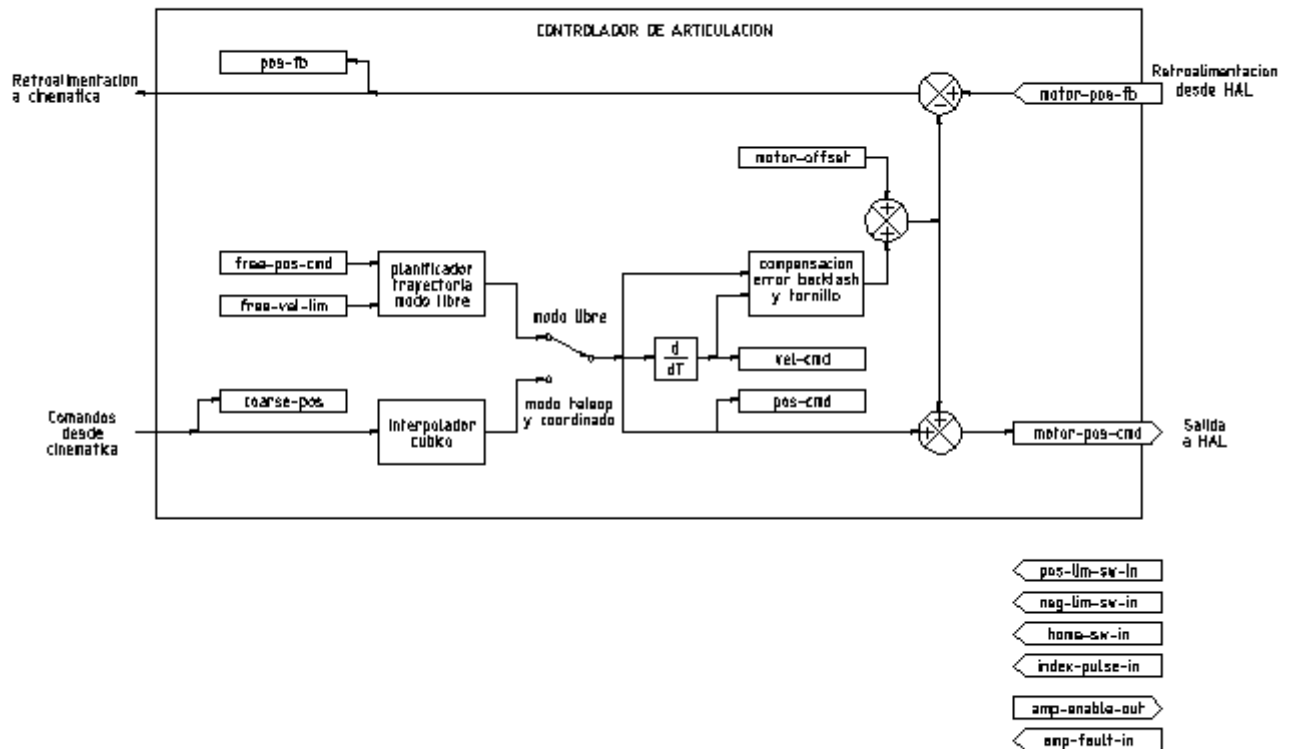 CONTROLADOR DE ARTICULACION
pos-fb
Retroalimentacion
a cinematica
Retroalimentacion
desde HAL
motor-pos-fb
motor-offset
free-pos-cmd
free-vel-lim
planificador
trayectoria
modo libre
compensacion
error backlash
y tornillo
modo libre
d
dT
vel-cmd
coarse-pos
pos-cmd
modo teleop
y coordinado
Comandos
desde
cinematica
interpolador
cubico
motor-pos-cmd
Salida
a HAL
pos-lim-sw-in
neg-lim-sw-in
home-sw-in
index-pulse-in
amp-enable-out
amp-fault-in